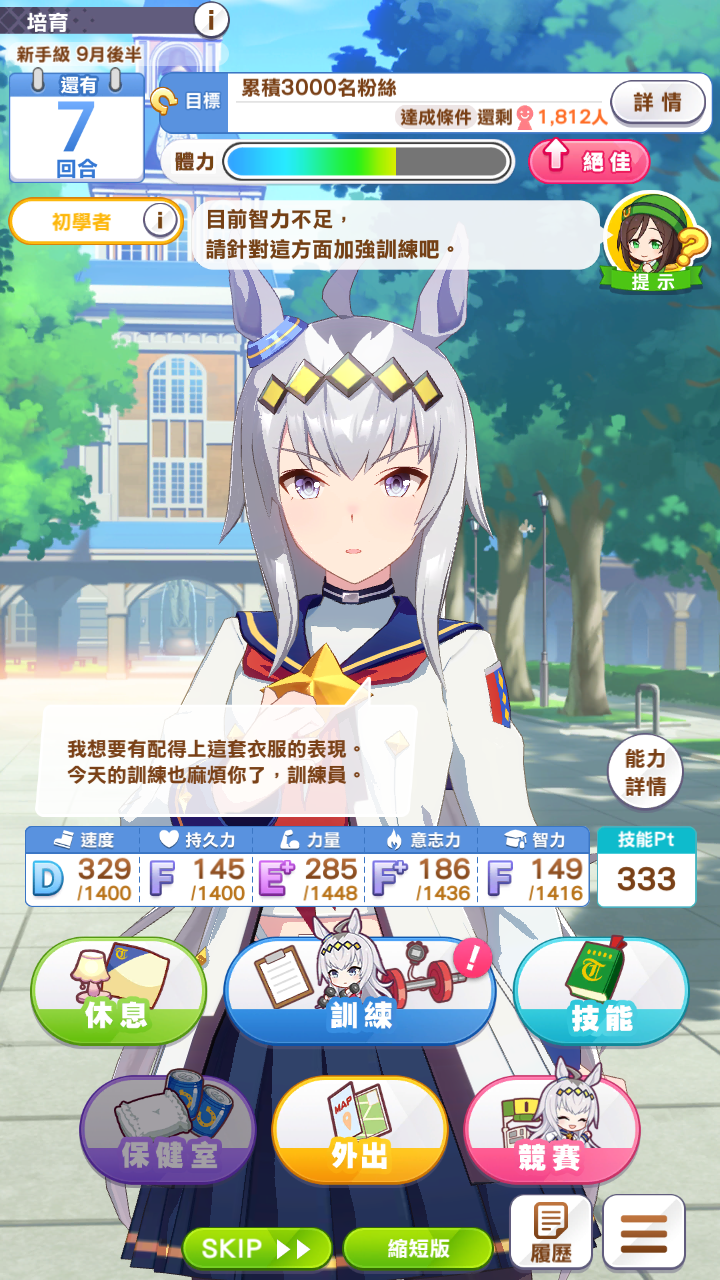 培育
i
新手級 9月後半
還有
7
回合
目標
累積3000名粉絲
達成條件 還剩 1,812人
詳情
體力
絕佳
初學者
i
目前智力不足，
請針對這方面加強訓練吧。
提示
我想要有配得上這套衣服的表現。
今天的訓練也麻煩你了，訓練員。
能力
詳情
速度 持久力 力量 意志力 智力 技能Pt
D 329 F 145 E+ 285 F+ 186 F 149 333
/1400 /1400 /1448 /1436 /1416
休息
訓練
技能
保健室
MAP
外出
競賽
SKIP
縮短版
履歷